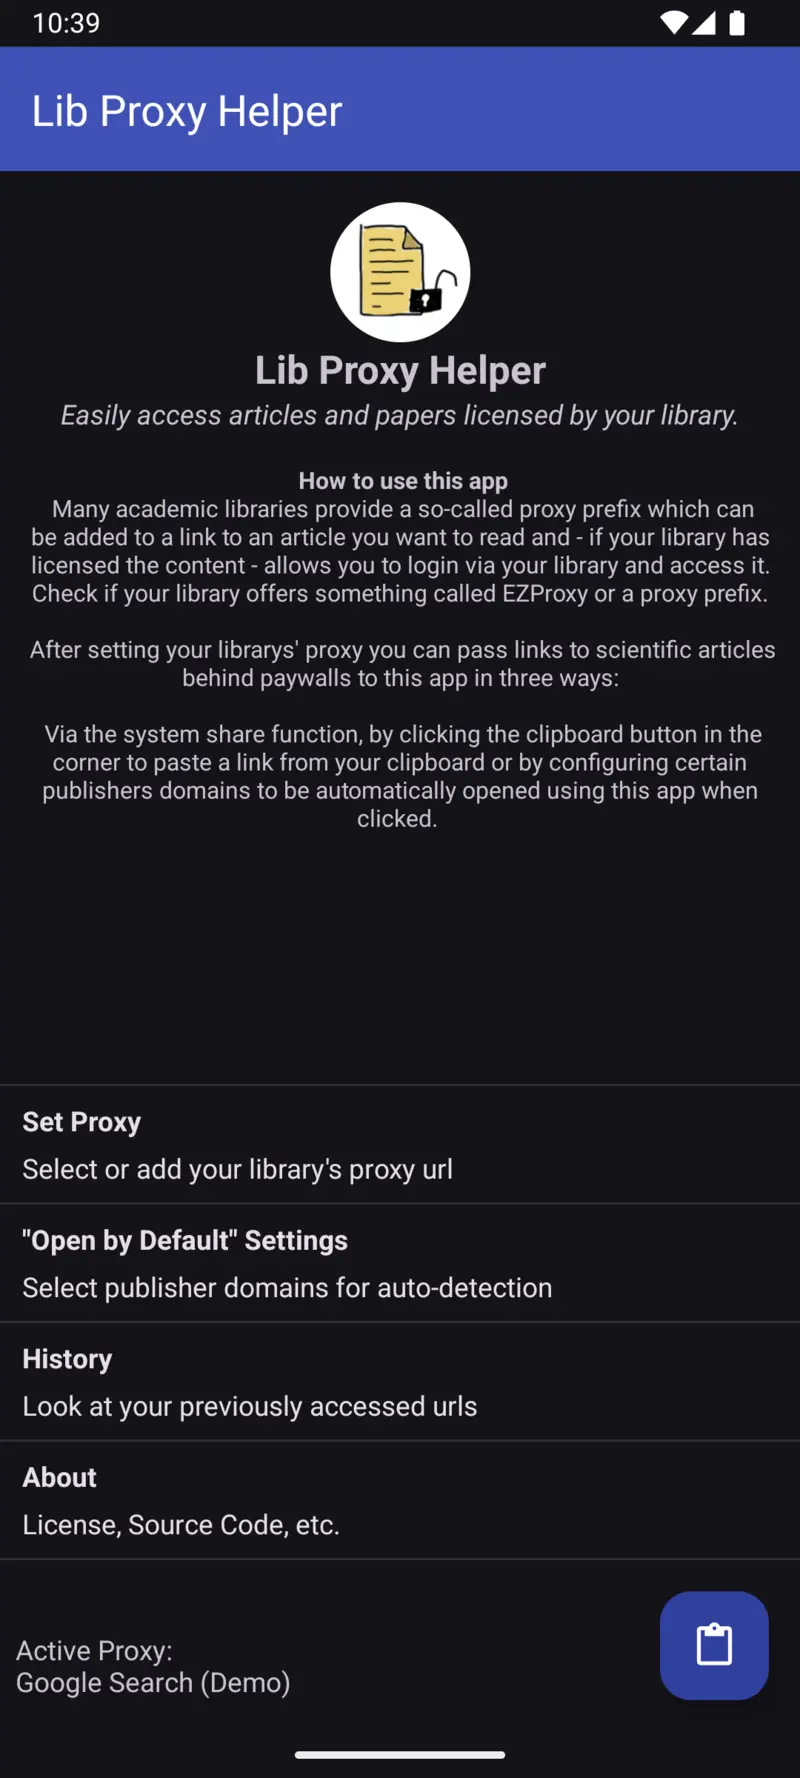 10:39
Lib Proxy Helper
Lib Proxy Helper
Easily access articles and papers licensed by your library.
How to use this app
Many academic libraries provide a so-called proxy prefix which can
be added to a link to an article you want to read and - if your library has
licensed the content - allows you to login via your library and access it.
Check if your library offers something called EZProxy or a proxy prefix.
After setting your librarys' proxy you can pass links to scientific articles
behind paywalls to this app in three ways:
Via the system share function, by clicking the clipboard button in the
corner to paste a link from your clipboard or by configuring certain
publishers domains to be automatically opened using this app when
clicked.
Set Proxy
Select or add your library's proxy url
"Open by Default" Settings
Select publisher domains for auto-detection
History
Look at your previously accessed urls
About
License, Source Code, etc.
Active Proxy:
Google Search (Demo)